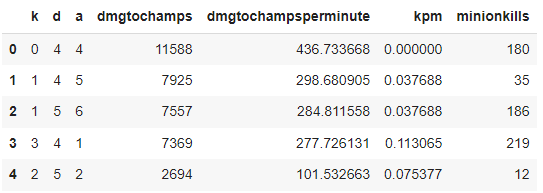 k d a dmgtochamps dmgtochampsperminute kpm minionkills
0 0 4 4 11588 436.733668 0.000000 180
1 1 4 5 7925 298.680905 0.037688 35
2 1 5 6 7557 284.811558 0.037688 186
3 3 4 1 7369 277.726131 0.113065 219
4 2 5 2 2694 101.532663 0.075377 12